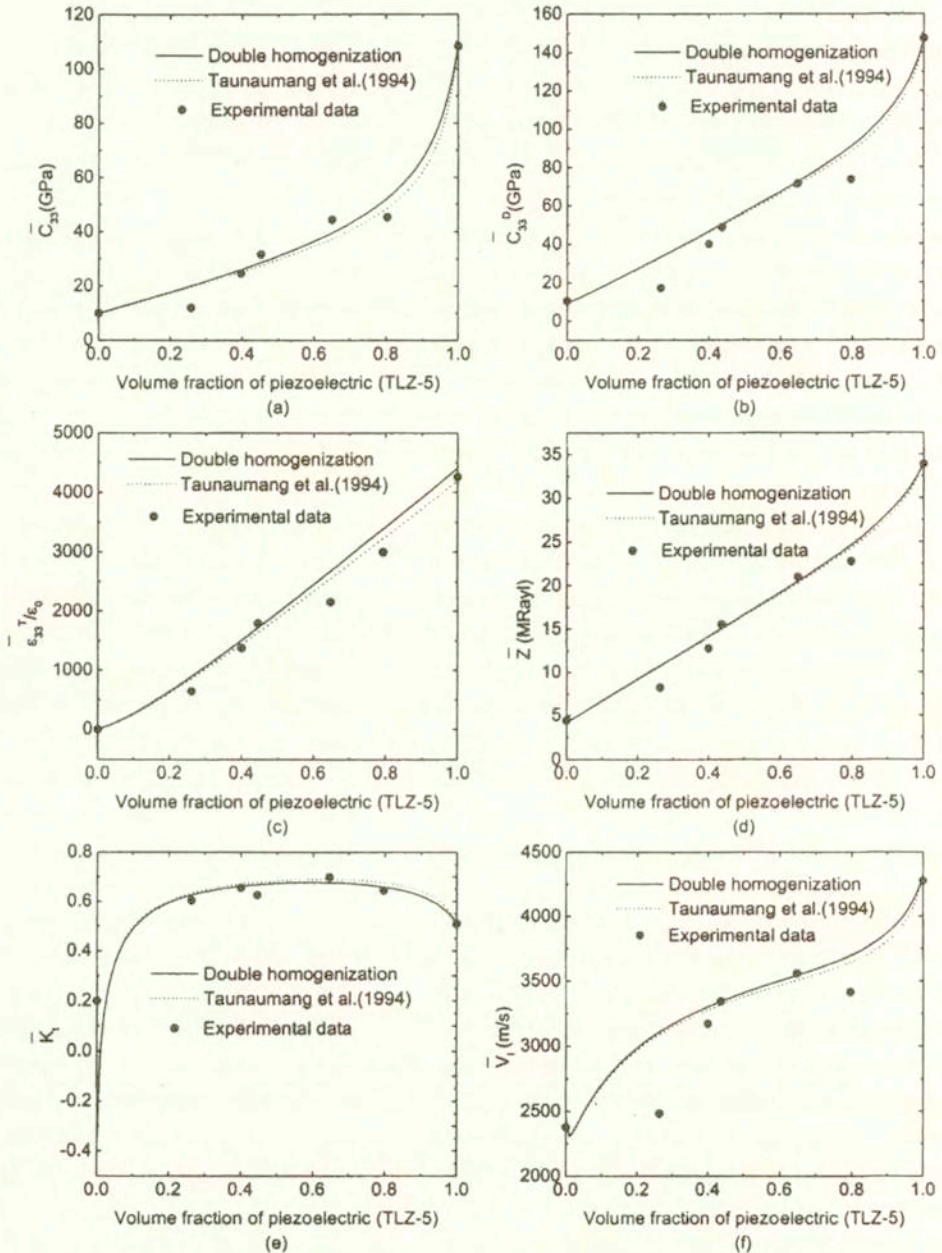 120
100
80
60
40
20
0
C̄₃₃(GPa)
Double homogenization
Taunaumang et al.(1994)
Experimental data
0.0 0.2 0.4 0.6 0.8 1.0
Volume fraction of piezoelectric (TLZ-5)
(a)
160
140
120
100
80
60
40
20
0
C̄₃₃ᴰ(GPa)
Double homogenization
Taunaumang et al.(1994)
Experimental data
0.0 0.2 0.4 0.6 0.8 1.0
Volume fraction of piezoelectric (TLZ-5)
(b)
5000
4000
3000
2000
1000
0
ε̄₃₃ᵀ/ε₀
Double homogenization
Taunaumang et al.(1994)
Experimental data
0.0 0.2 0.4 0.6 0.8 1.0
Volume fraction of piezoelectric (TLZ-5)
(c)
35
30
25
20
15
10
5
0
Z̄ (MRayl)
Double homogenization
Taunaumang et al.(1994)
Experimental data
0.0 0.2 0.4 0.6 0.8 1.0
Volume fraction of piezoelectric (TLZ-5)
(d)
0.8
0.6
0.4
0.2
0.0
-0.2
-0.4
K̄ₜ
Double homogenization
Taunaumang et al.(1994)
Experimental data
0.0 0.2 0.4 0.6 0.8 1.0
Volume fraction of piezoelectric (TLZ-5)
(e)
4500
4000
3500
3000
2500
2000
V̄ₗ (m/s)
Double homogenization
Taunaumang et al.(1994)
Experimental data
0.0 0.2 0.4 0.6 0.8 1.0
Volume fraction of piezoelectric (TLZ-5)
(f)